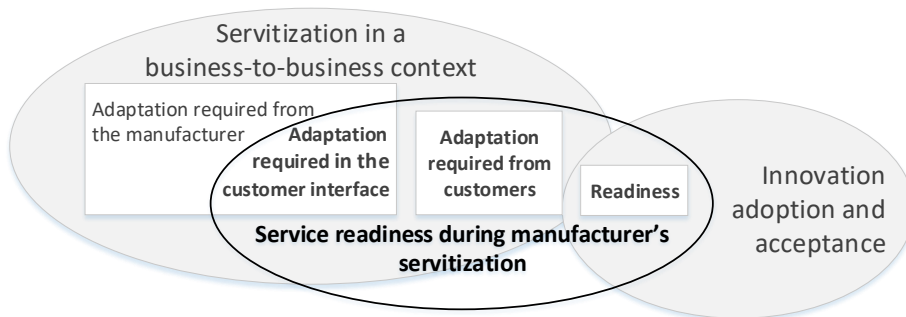 Servitization in a
business-to-business context
Adaptation required from
the manufacturer
Adaptation
required in the
customer interface
Adaptation
required from
customers
Readiness
Innovation
adoption and
acceptance
Service readiness during manufacturer's
servitization